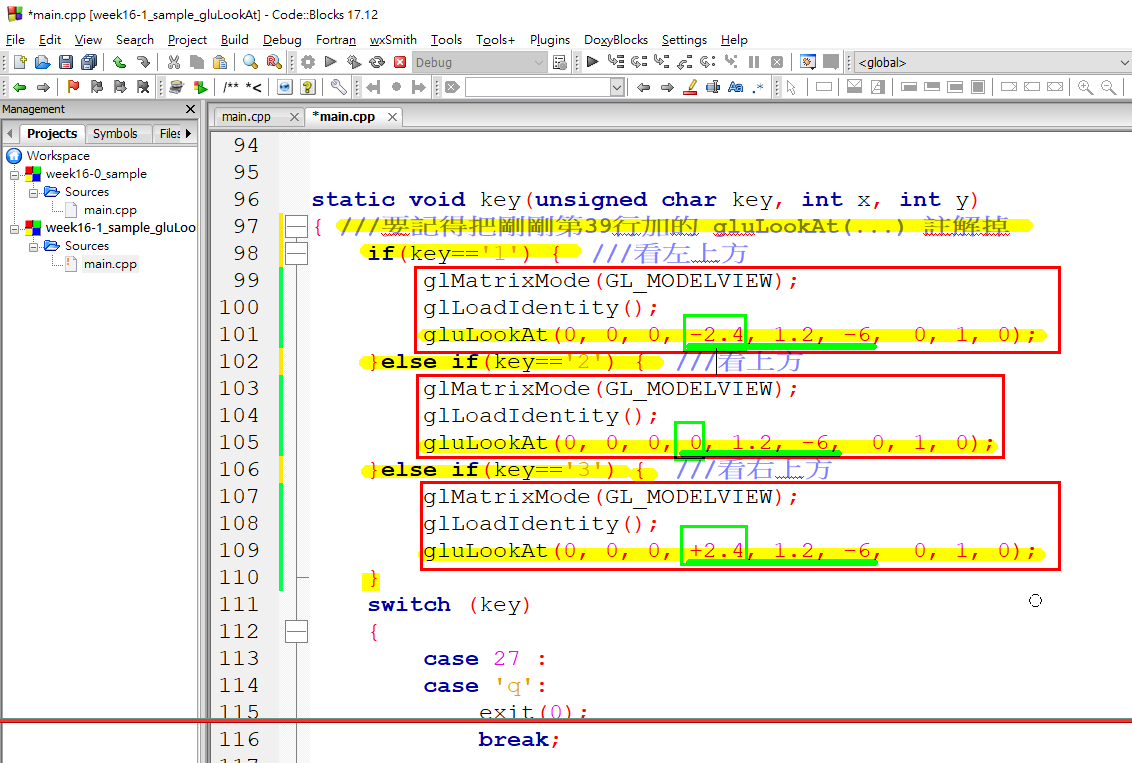 *main.cpp [week16-1_sample_gluLookAt] - Code::Blocks 17.12
File Edit View Search Project Build Debug Fortran wxSmith Tools Tools+ Plugins DoxyBlocks Settings Help
Debug
<global>
/** *<
Management
Projects Symbols Files
main.cpp *main.cpp
Workspace
week16-0_sample
Sources
main.cpp
week16-1_sample_gluLoo
Sources
main.cpp
94
95
96 static void key(unsigned char key, int x, int y)
97 { ///要記得把剛剛第39行加的 gluLookAt(...) 註解掉
98 if(key=='1') { ///看左上方
99 glMatrixMode(GL_MODELVIEW);
100 glLoadIdentity();
101 gluLookAt(0, 0, 0, -2.4, 1.2, -6, 0, 1, 0);
102 }else if(key=='2') { ///看上方
103 glMatrixMode(GL_MODELVIEW);
104 glLoadIdentity();
105 gluLookAt(0, 0, 0, 0, 1.2, -6, 0, 1, 0);
106 }else if(key=='3') { ///看右上方
107 glMatrixMode(GL_MODELVIEW);
108 glLoadIdentity();
109 gluLookAt(0, 0, 0, +2.4, 1.2, -6, 0, 1, 0);
110 }
111 switch (key)
112 {
113 case 27 :
114 case 'q':
115 exit(0);
116 break;